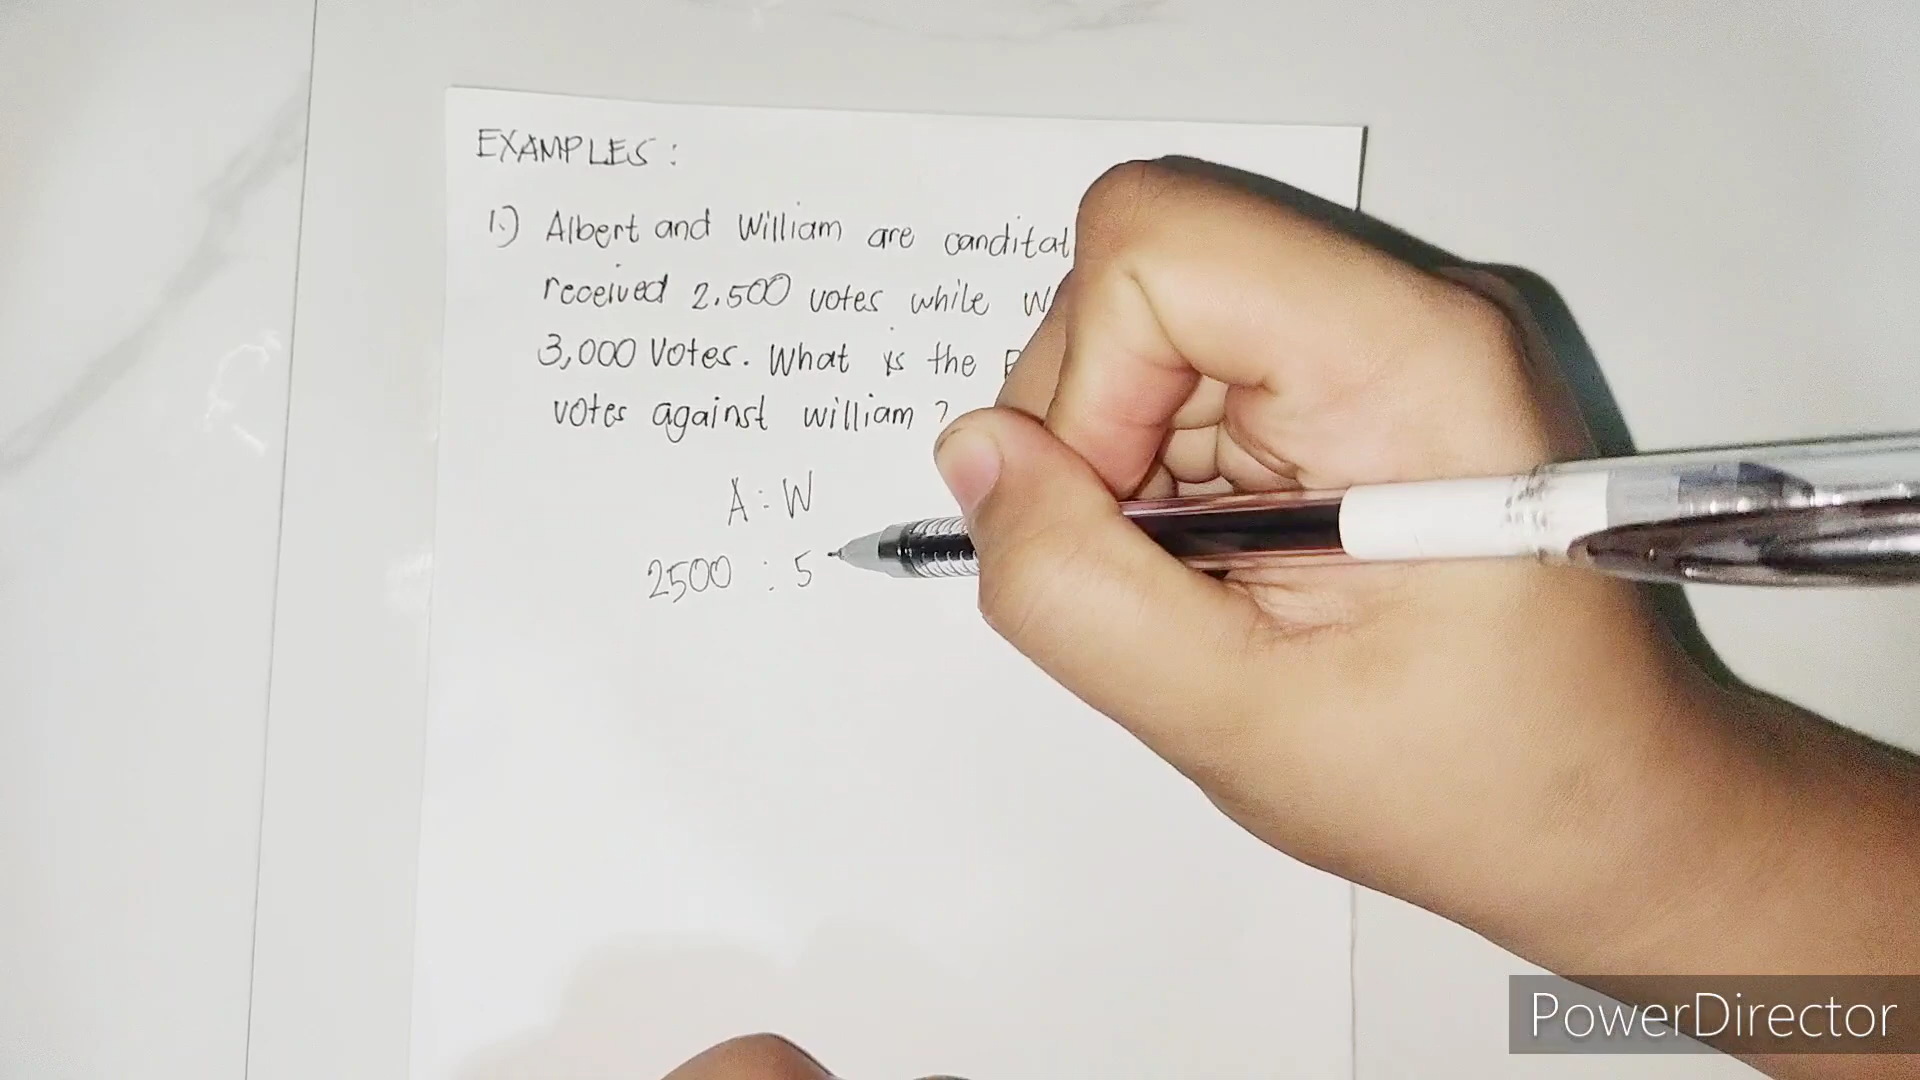 EXAMPLES :
1.) Albert and William are canditat
received 2.500 votes while W
3,000 Votes. What is the
votes against william ?
A : W
2500 : 5
PowerDirector